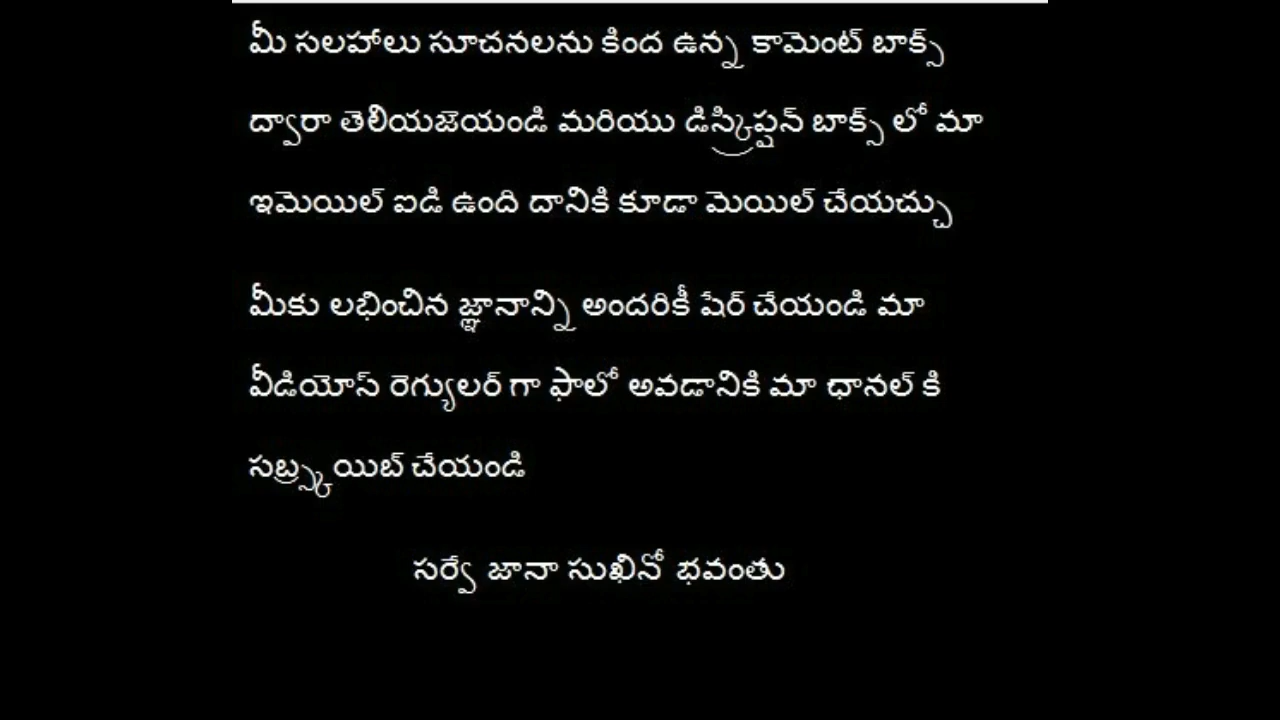 మీ సలహాలు సూచనలను కింద ఉన్న కామెంట్ బాక్స్
ద్వారా తెలియజెయండి మరియు డిస్క్రిప్షన్ బాక్స్ లో మా
ఇమెయిల్ ఐడి ఉంది దానికి కూడా మెయిల్ చేయచ్చు
మీకు లభించిన జ్ఞానాన్ని అందరికీ షేర్ చేయండి మా
వీడియోస్ రెగ్యులర్ గా ఫాలో అవడానికి మా ధానల్ కి
సబ్స్క్రయిబ్ చేయండి
సర్వే జానా సుఖినో భవంతు